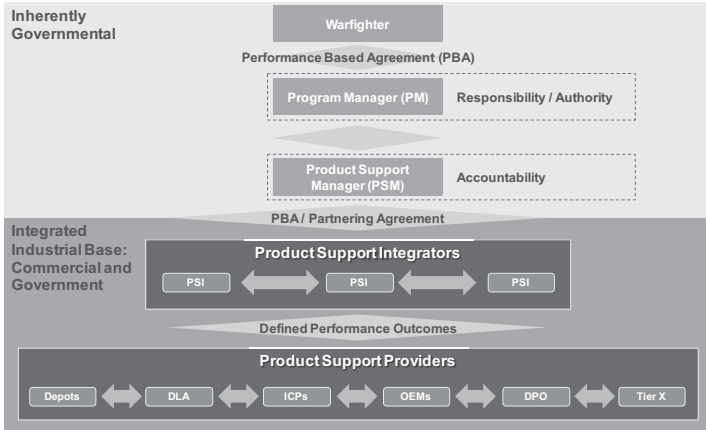 Inherently
Governmental
Warfighter
Performance Based Agreement (PBA)
Program Manager (PM)
Responsibility / Authority
Product Support
Manager (PSM)
Accountability
PBA / Partnering Agreement
Integrated
Industrial Base:
Commercial and
Government
Product Support Integrators
PSI
PSI
PSI
Defined Performance Outcomes
Product Support Providers
Depots
DLA
ICPs
OEMs
DPO
Tier X